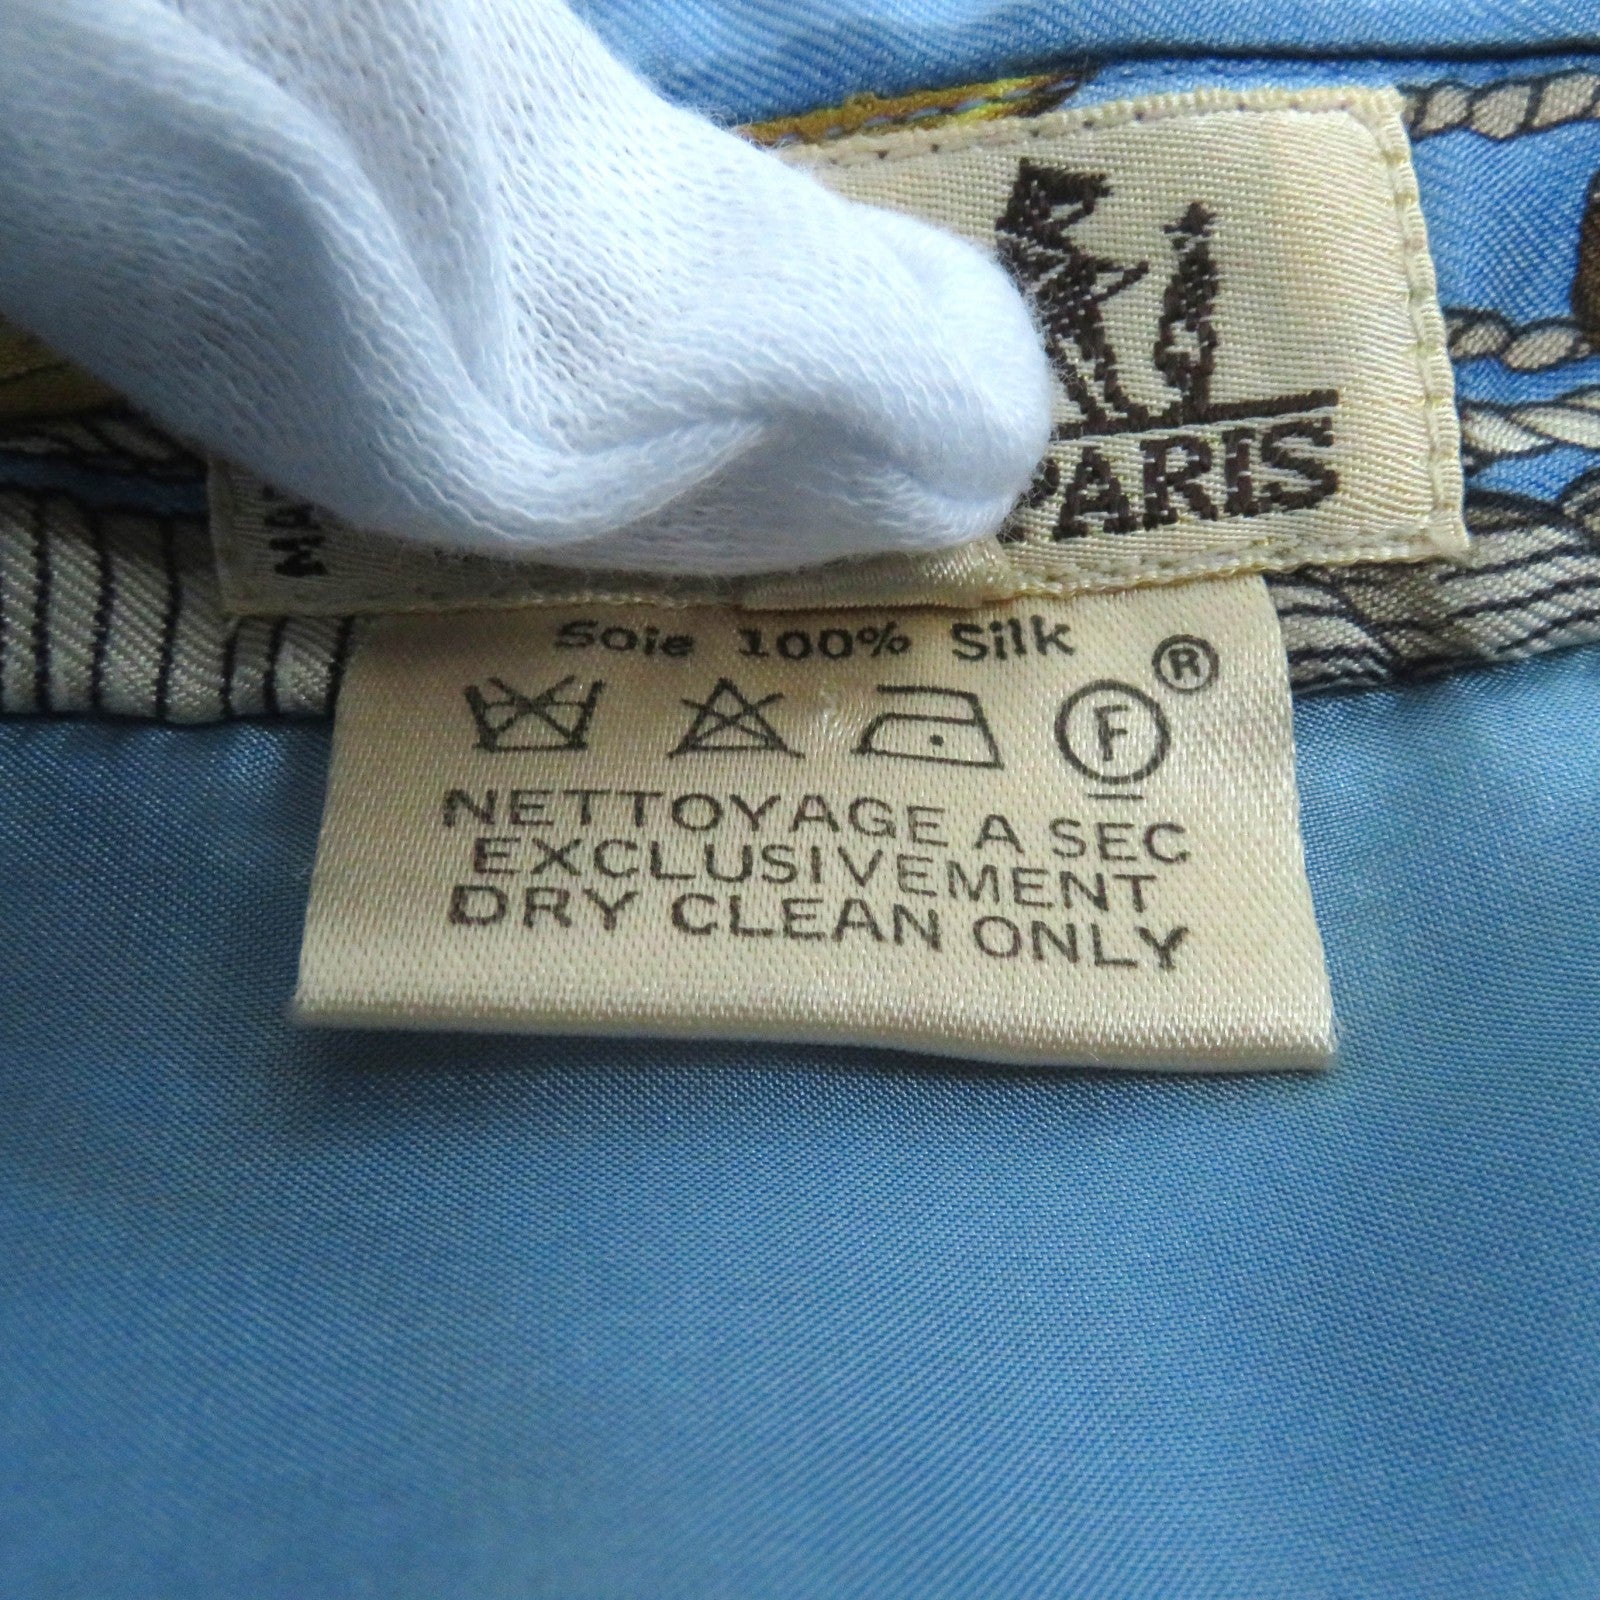 PARIS
Soie 100% Silk
F ®
NETTOYAGE A SEC
EXCLUSIVEMENT
DRY CLEAN ONLY